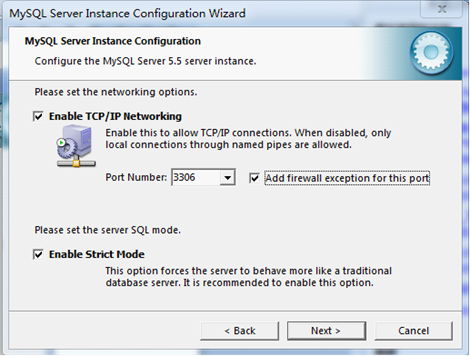 MySQL Server Instance Configuration Wizard
MySQL Server Instance Configuration
Configure the MySQL Server 5.5 server instance.
Please set the networking options.
Enable TCP/IP Networking
Enable this to allow TCP/IP connections. When disabled, only
local connections through named pipes are allowed.
Port Number: 3306 Add firewall exception for this port
Please set the server SQL mode.
Enable Strict Mode
This option forces the server to behave more like a traditional
database server. It is recommended to enable this option.
< Back Next > Cancel